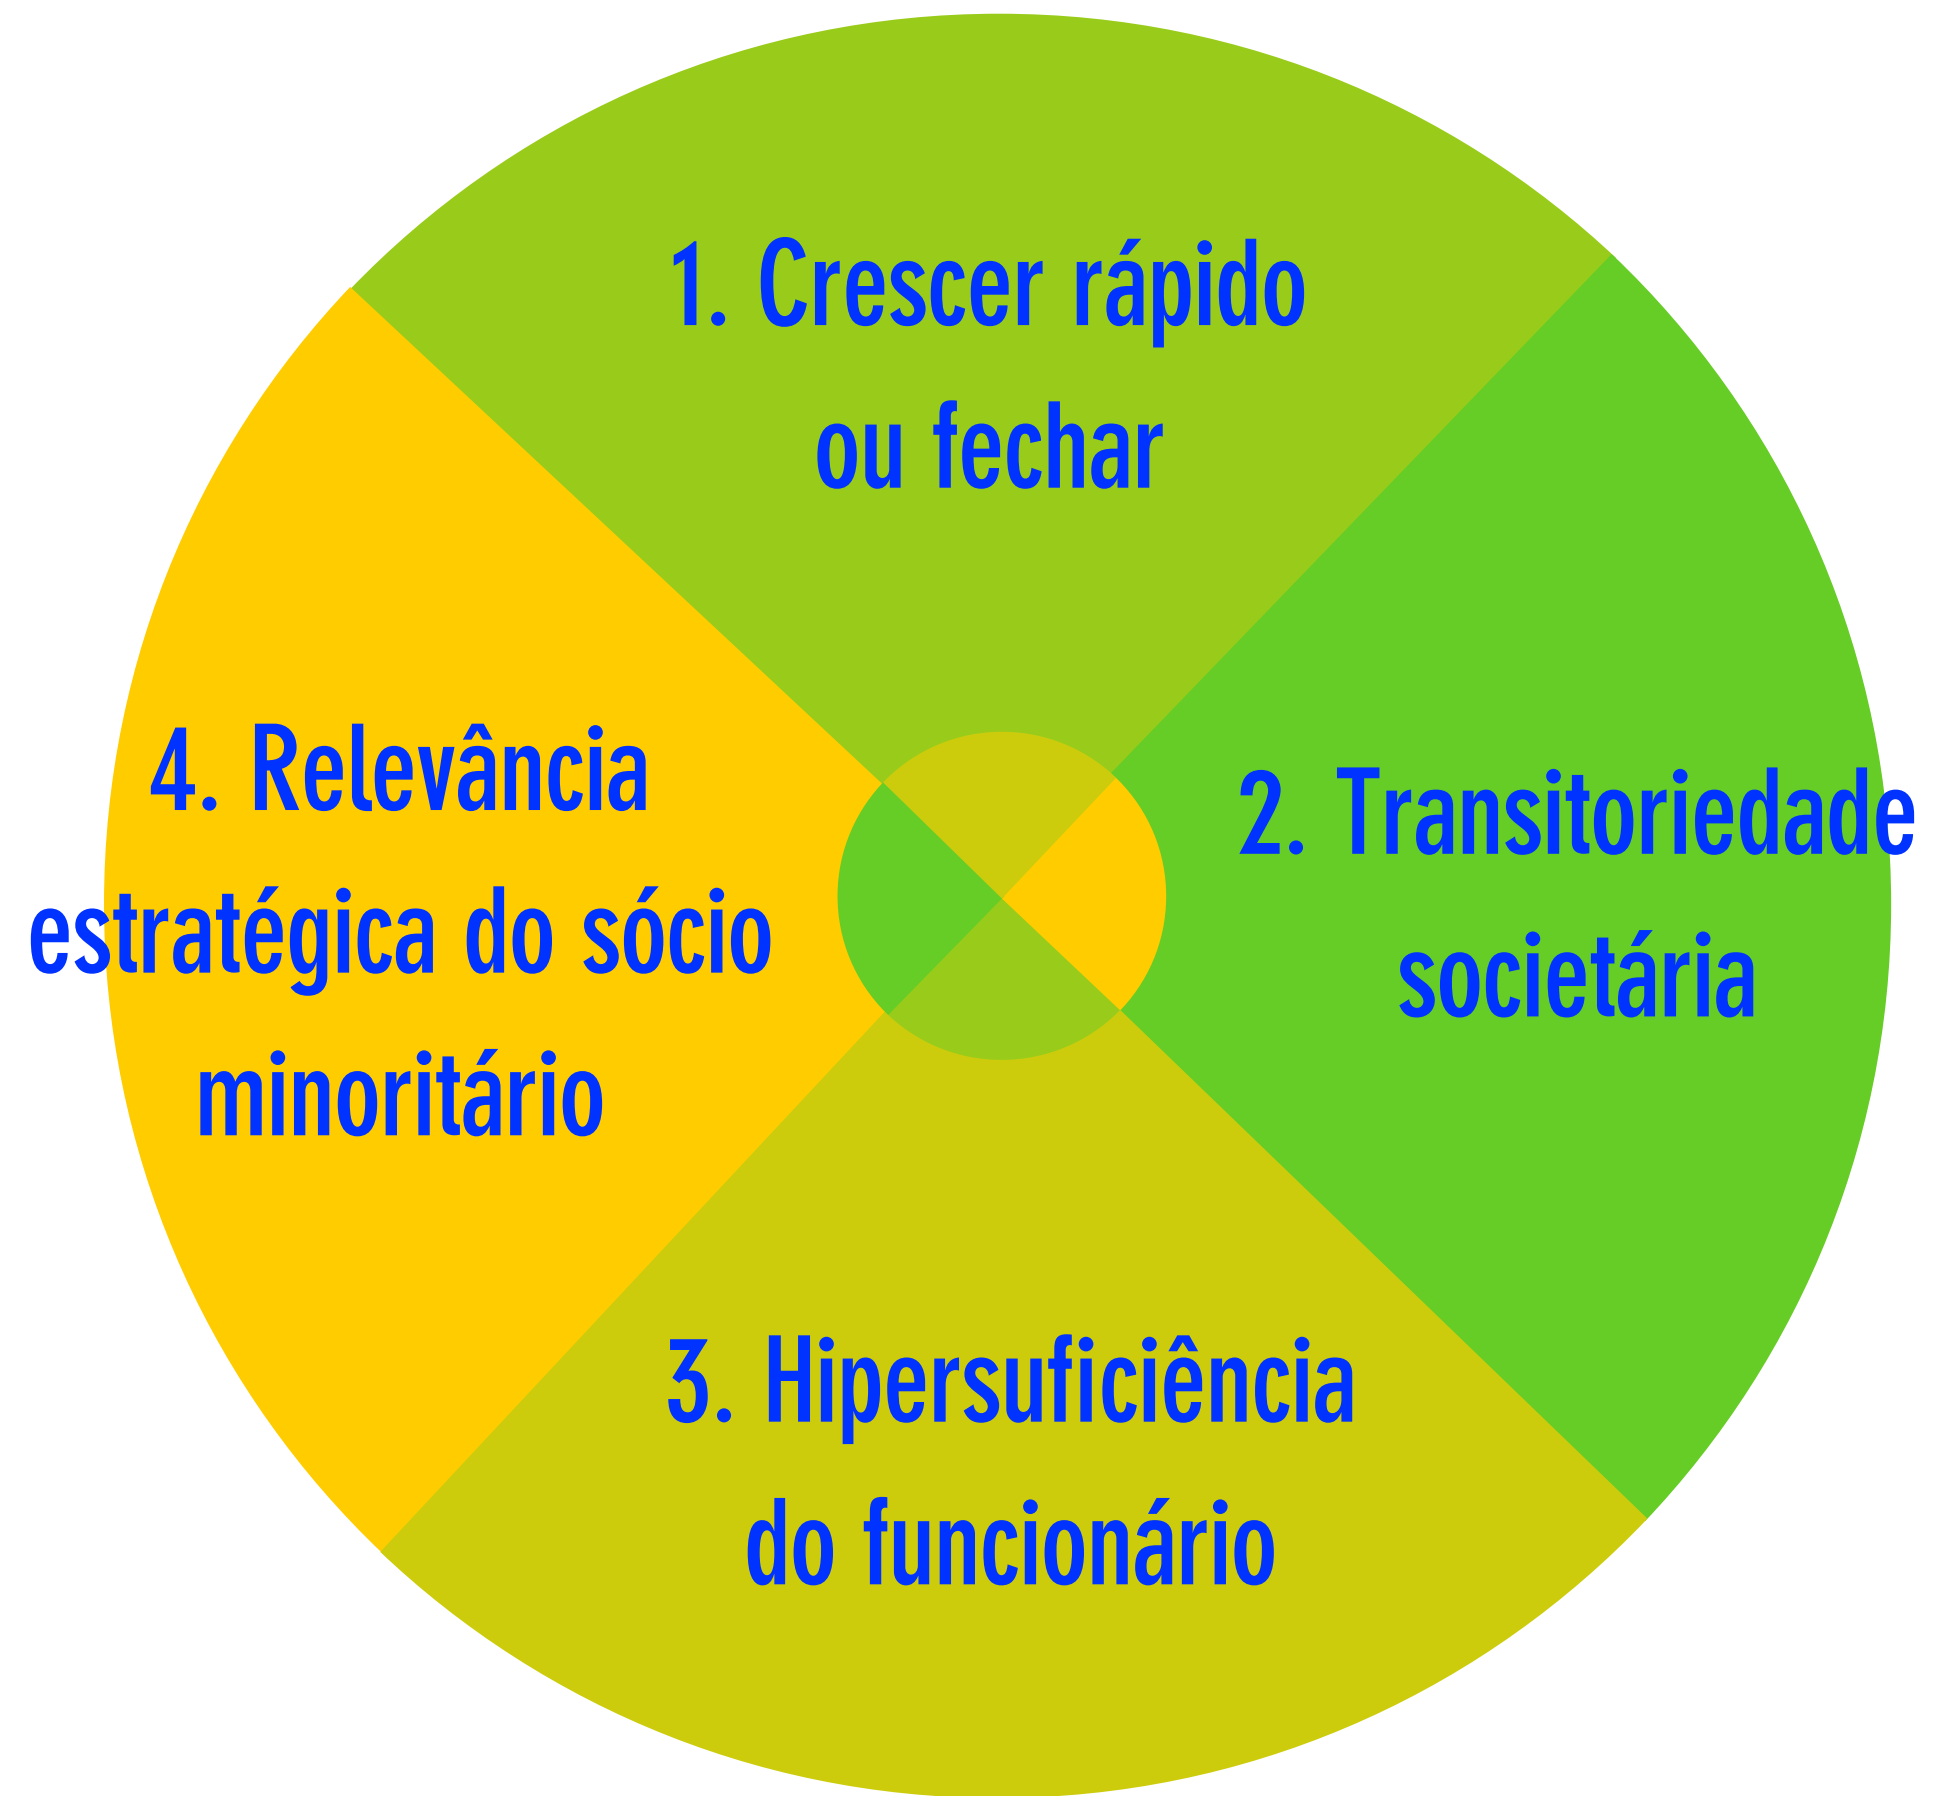 1. Crescer rápido
ou fechar
2. Transitoriedade
societária
3. Hipersuficiência
do funcionário
4. Relevância
estratégica do sócio
minoritário